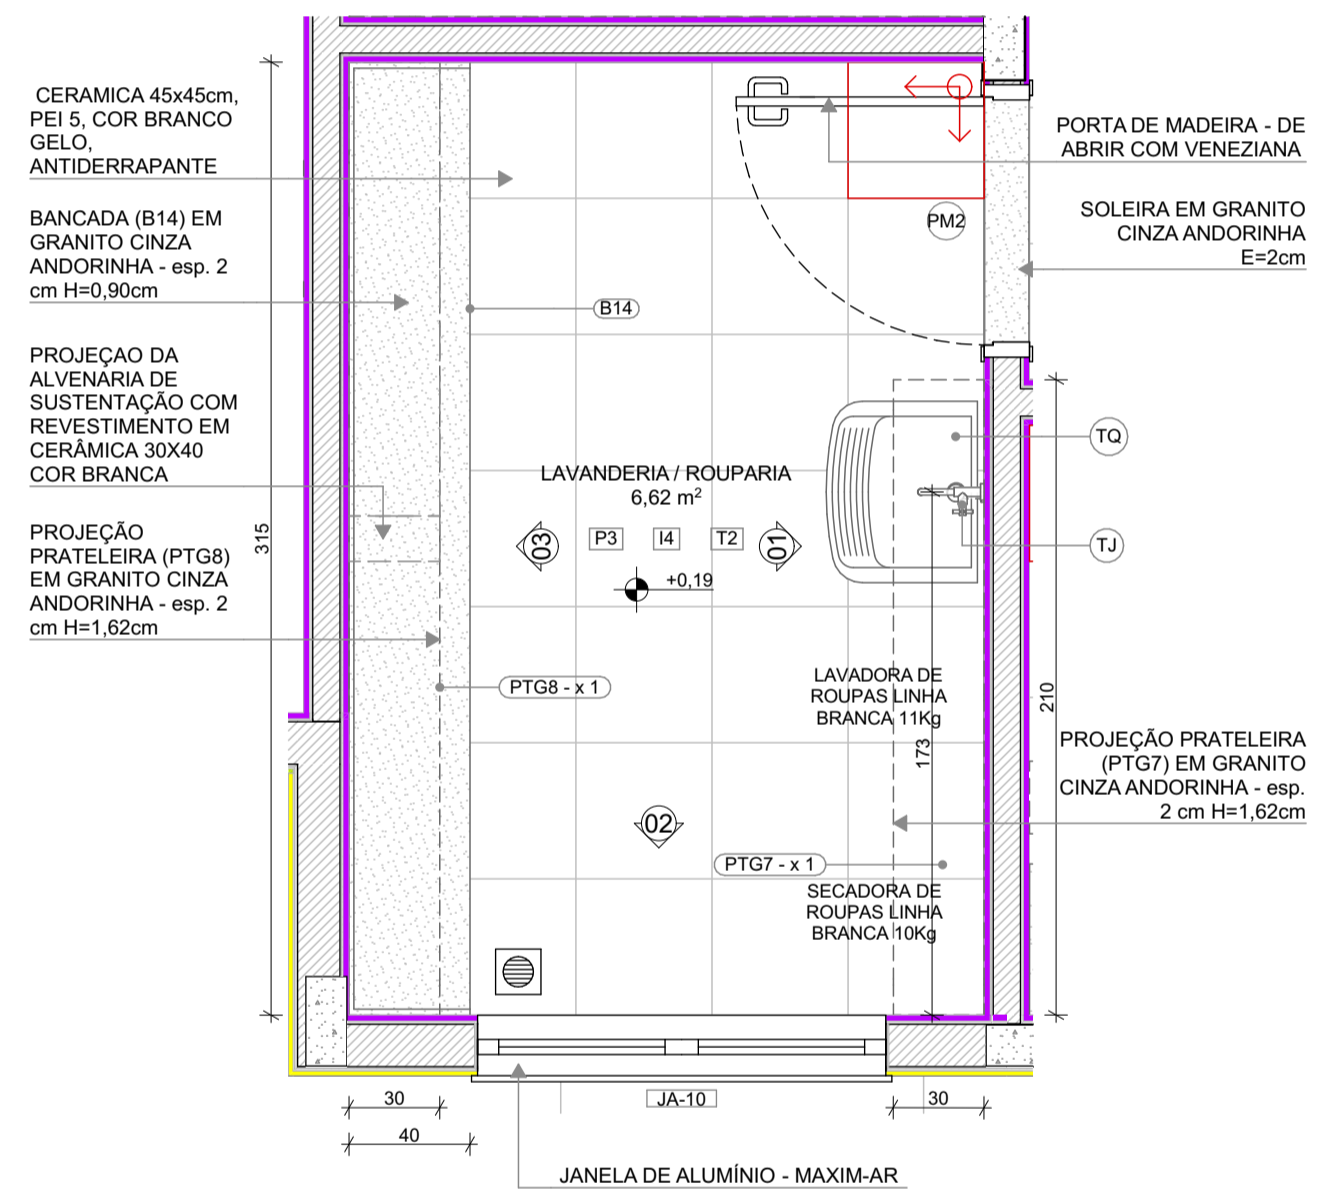 CERAMICA 45x45cm,
PEI 5, COR BRANCO
GELO,
ANTIDERRAPANTE
BANCADA (B14) EM
GRANITO CINZA
ANDORINHA - esp. 2
cm H=0,90cm
PROJEÇAO DA
ALVENARIA DE
SUSTENTAÇÃO COM
REVESTIMENTO EM
CERÂMICA 30X40
COR BRANCA
PROJEÇÃO
PRATELEIRA (PTG8)
EM GRANITO CINZA
ANDORINHA - esp. 2
cm H=1,62cm
315
B14
PM2
LAVANDERIA / ROUPARIA
6,62 m²
03
P3
I4
T2
01
+0,19
PTG8 - x 1
LAVADORA DE
ROUPAS LINHA
BRANCA 11Kg
173
02
PTG7 - x 1
SECADORA DE
ROUPAS LINHA
BRANCA 10Kg
PORTA DE MADEIRA - DE
ABRIR COM VENEZIANA
SOLEIRA EM GRANITO
CINZA ANDORINHA
E=2cm
TQ
TJ
210
PROJEÇÃO PRATELEIRA
(PTG7) EM GRANITO
CINZA ANDORINHA - esp.
2 cm H=1,62cm
30
40
JA-10
30
JANELA DE ALUMÍNIO - MAXIM-AR